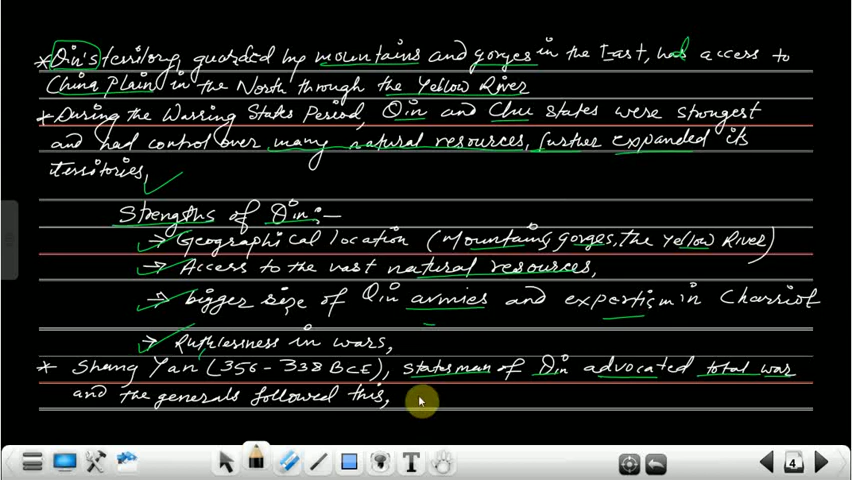 * Qin's territory, guarded by mountains and gorges in the East, had access to
China Plain in the North through the Yellow River
* During the Warring States Period, Qin and Chu states were strongest
and had control over many natural resources, further expanded its
territories,
Strengths of Qin:-
→ Geographical location (Mountains, gorges, The Yellow River)
→ Access to the vast natural resources,
→ bigger size of Qin armies and expertism in Charriot
→ Ruthlessness in wars,
* Shang Yan (356-338 BCE), statesman of Qin advocated total war
and the generals followed this,
T
4